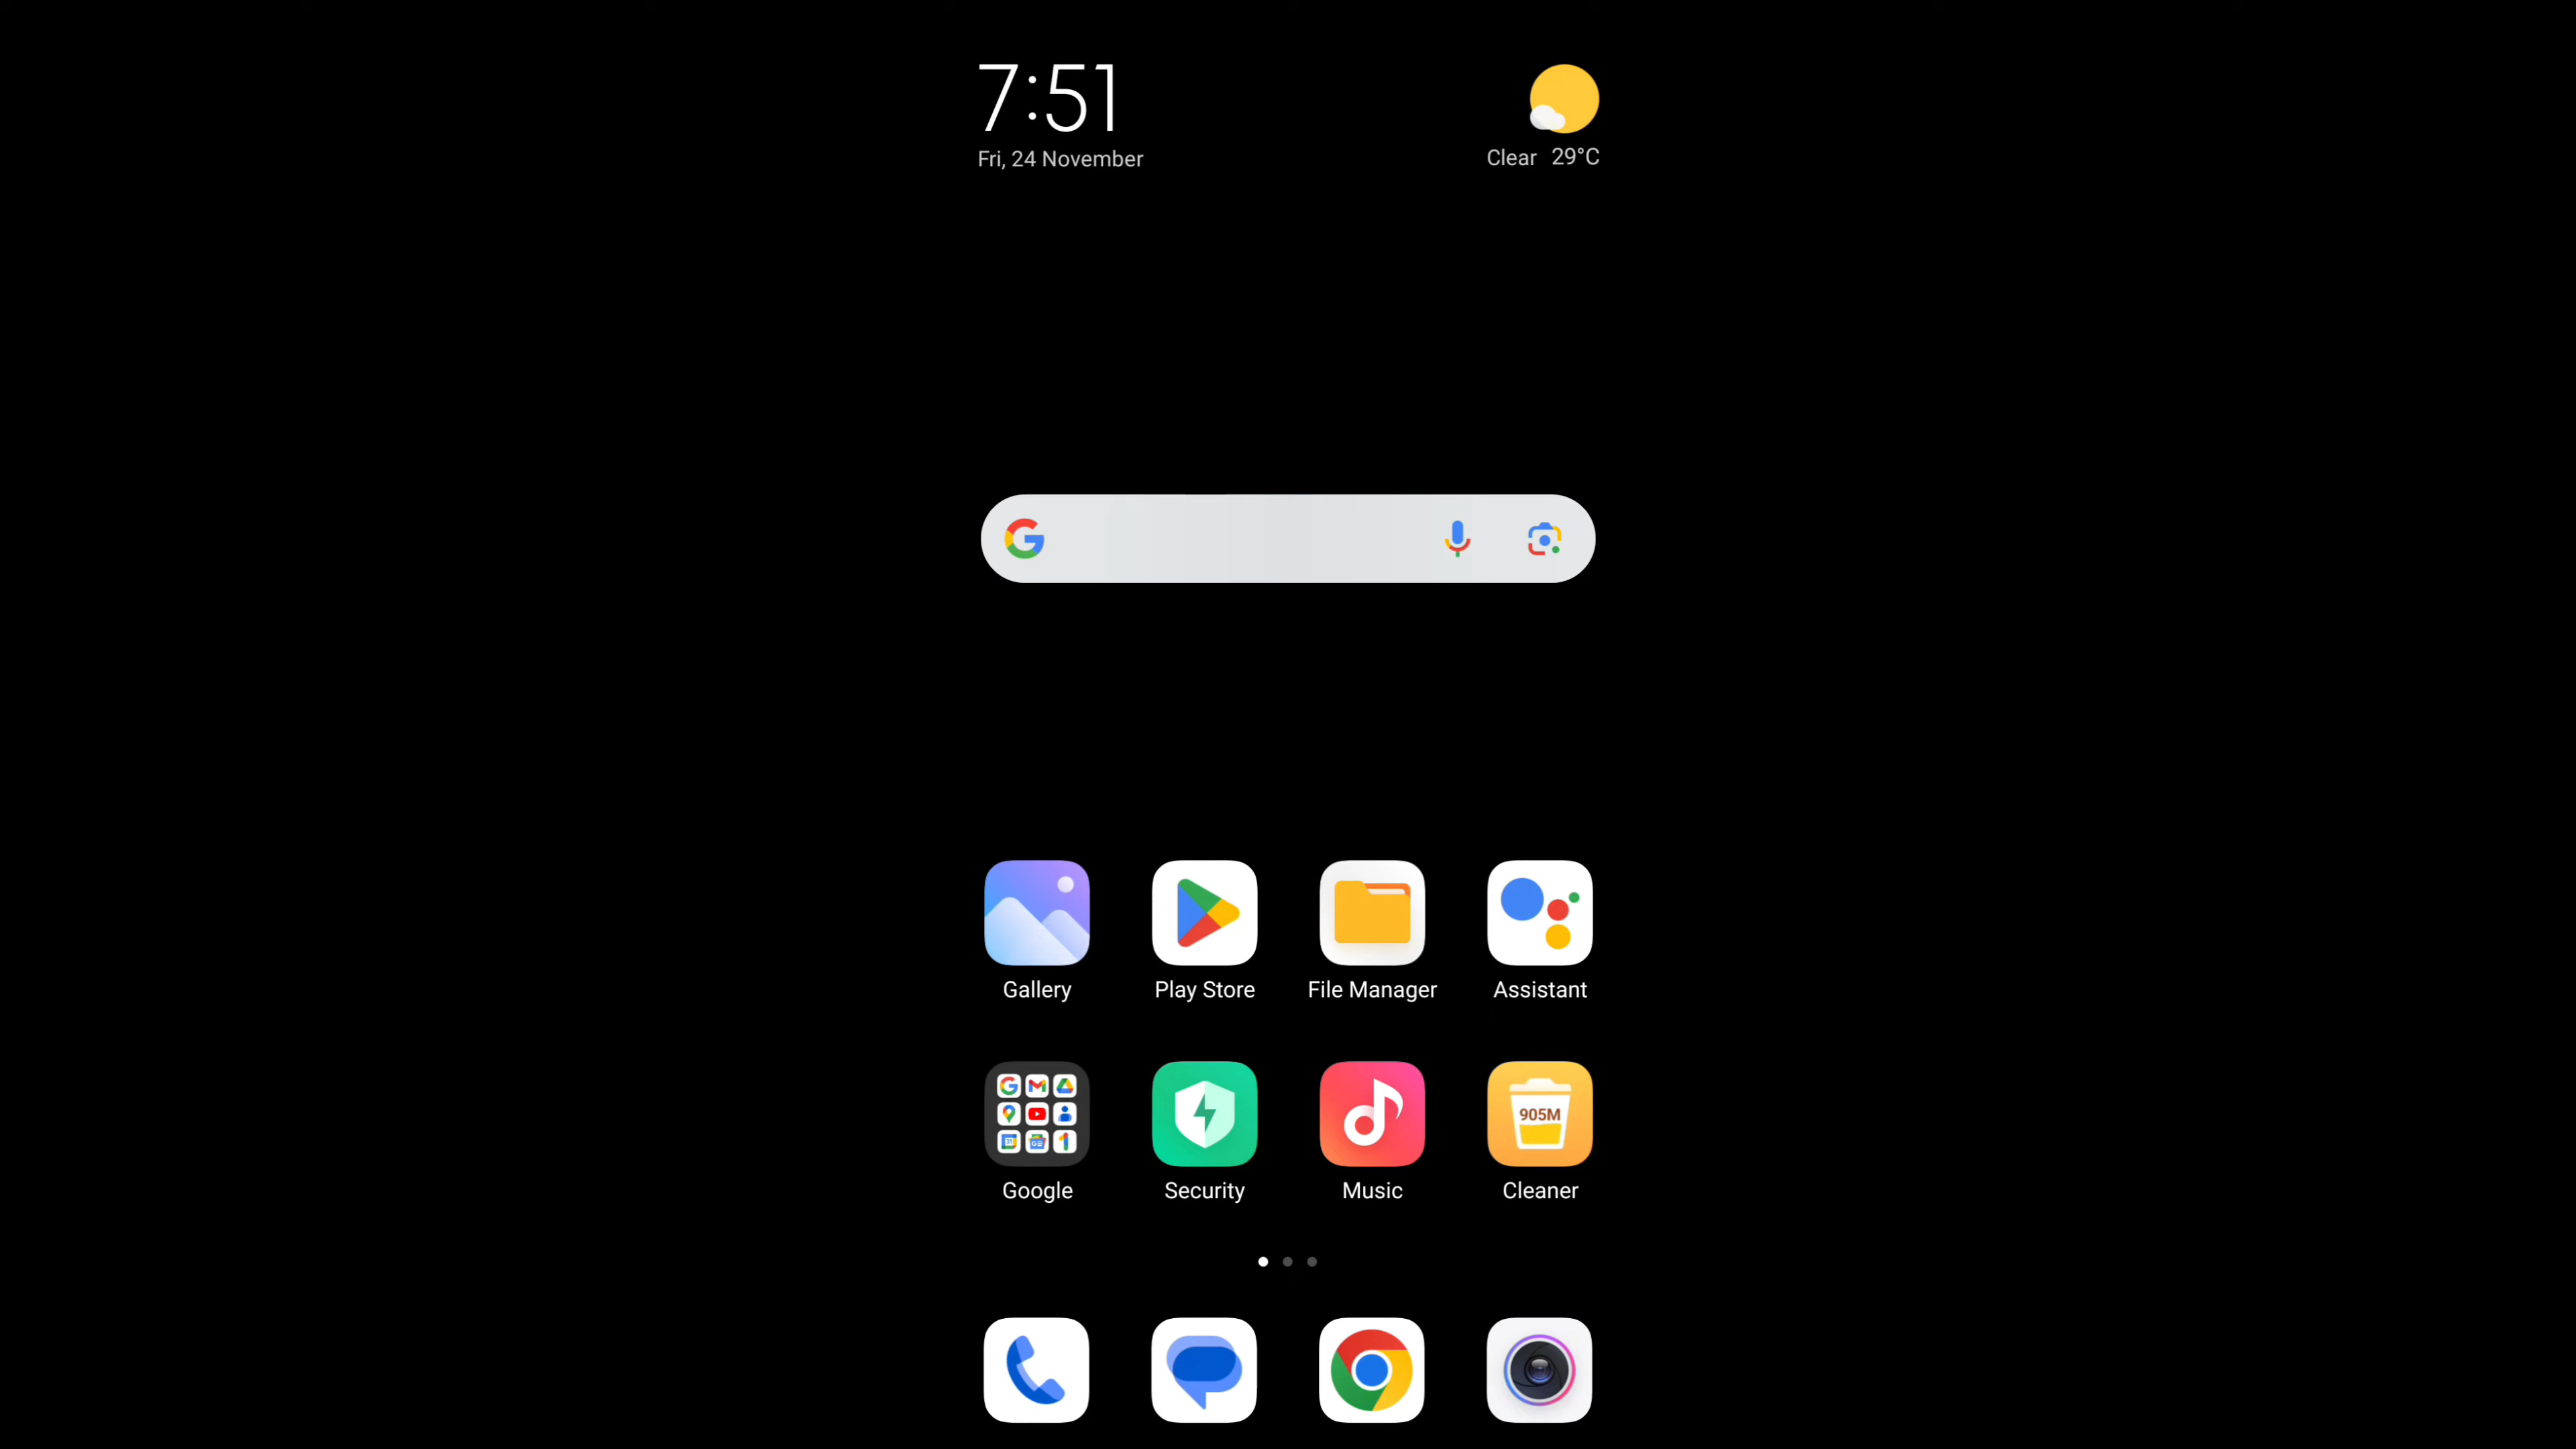 7:51
Fri, 24 November
Clear 29°C
Gallery
Play Store
File Manager
Assistant
905M
Google
Security
Music
Cleaner